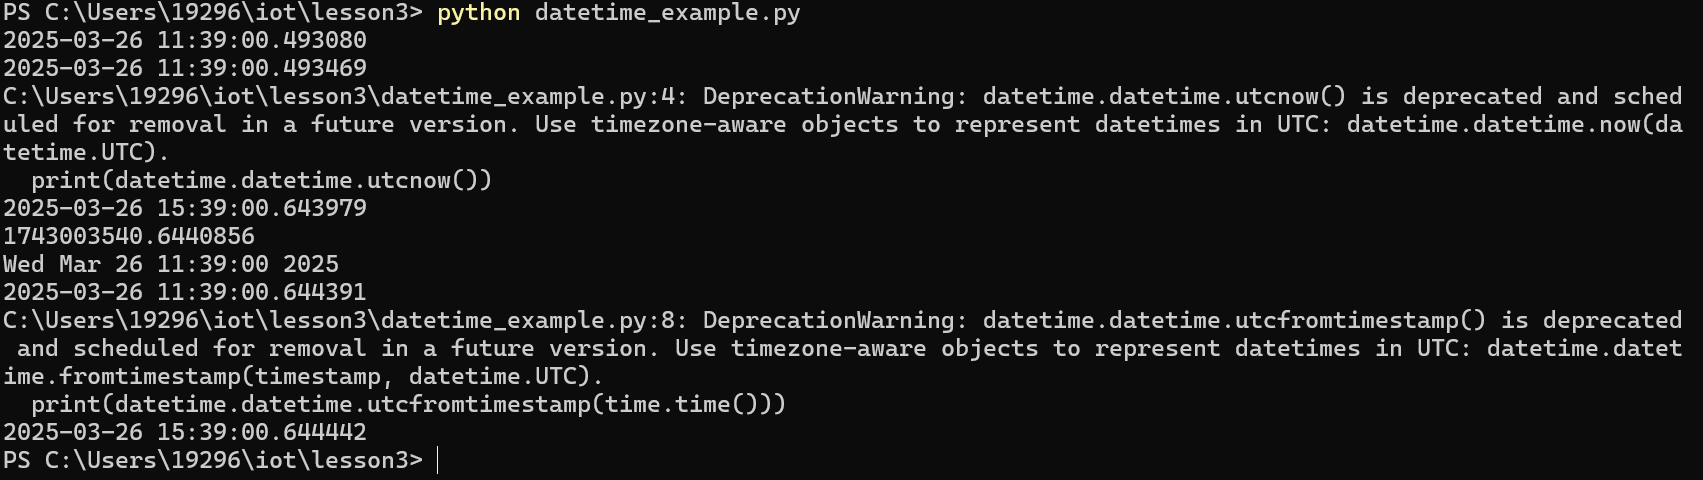 PS C:\Users\19296\iot\lesson3> python datetime_example.py
2025-03-26 11:39:00.493080
2025-03-26 11:39:00.493469
C:\Users\19296\iot\lesson3\datetime_example.py:4: DeprecationWarning: datetime.datetime.utcnow() is deprecated and sched
uled for removal in a future version. Use timezone-aware objects to represent datetimes in UTC: datetime.datetime.now(da
tetime.UTC).
  print(datetime.datetime.utcnow())
2025-03-26 15:39:00.643979
1743003540.6440856
Wed Mar 26 11:39:00 2025
2025-03-26 11:39:00.644391
C:\Users\19296\iot\lesson3\datetime_example.py:8: DeprecationWarning: datetime.datetime.utcfromtimestamp() is deprecated
 and scheduled for removal in a future version. Use timezone-aware objects to represent datetimes in UTC: datetime.datet
ime.fromtimestamp(timestamp, datetime.UTC).
  print(datetime.datetime.utcfromtimestamp(time.time()))
2025-03-26 15:39:00.644442
PS C:\Users\19296\iot\lesson3>